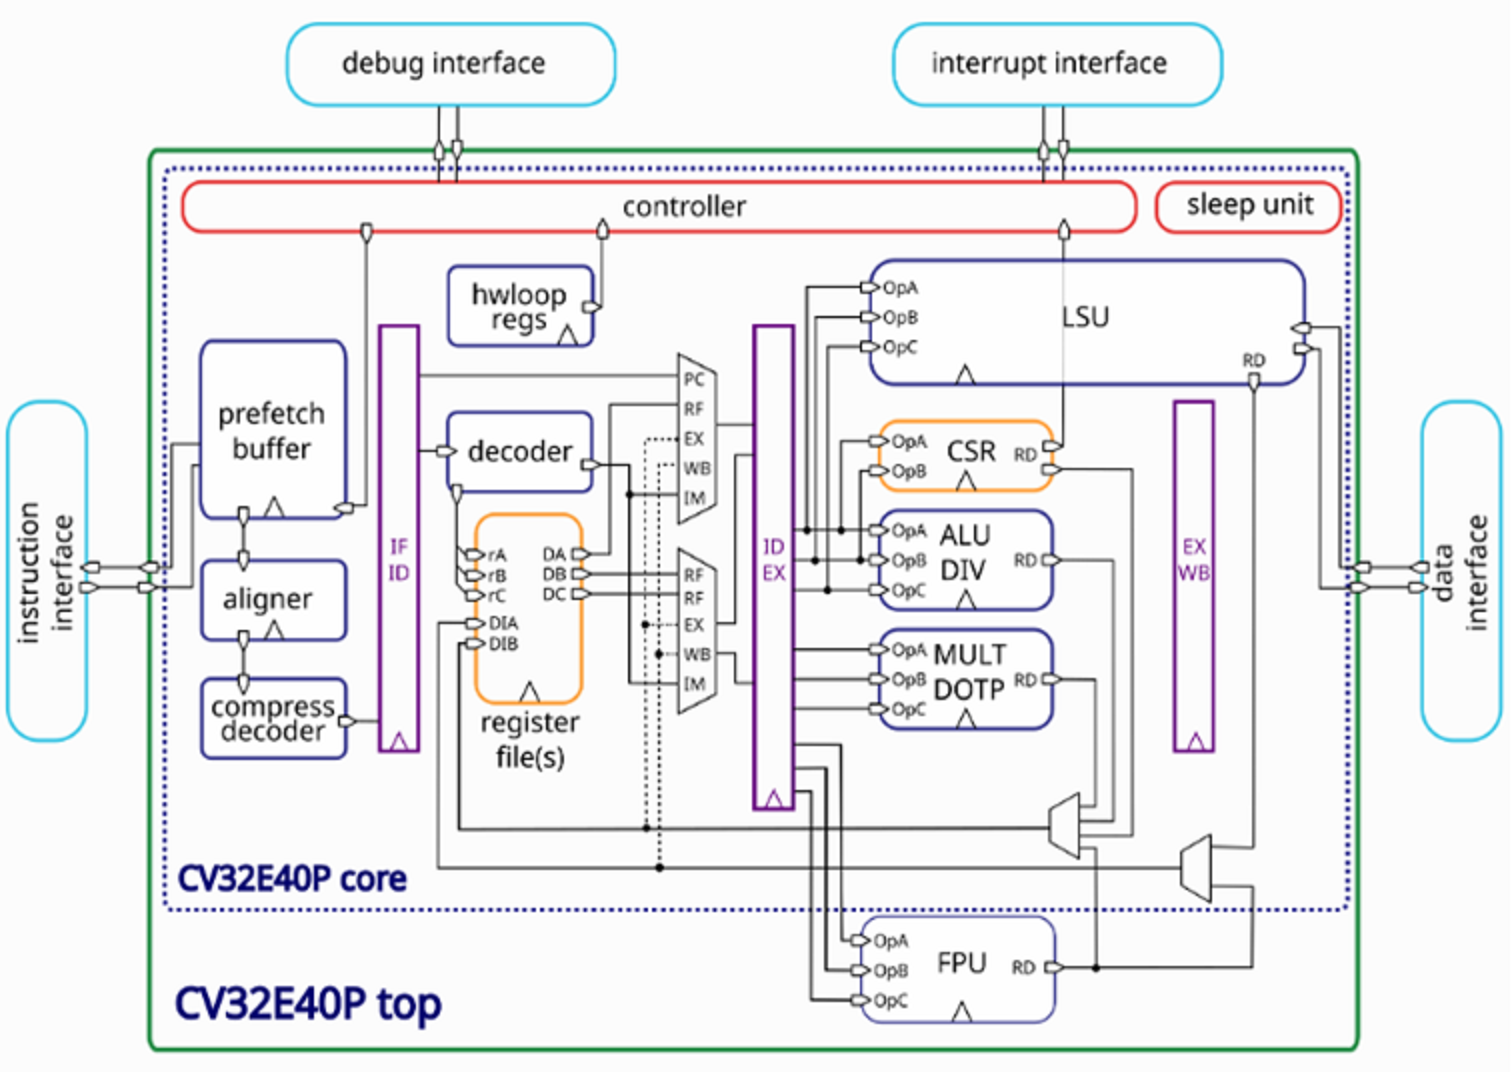 debug interface
interrupt interface
controller
sleep unit
hwloop
regs
OpA
OpB
OpC
LSU
RD
prefetch
buffer
decoder
PC
RF
EX
WB
IM
OpA
OpB
CSR
RD
instruction
interface
IF
ID
aligner
compress
decoder
rA
rB
rC
DIA
DIB
DA
DB
DC
register
file(s)
RF
RF
EX
WB
IM
ID
EX
OpA
OpB
OpC
ALU
DIV
RD
OpA
OpB
OpC
MULT
DOTP
RD
EX
WB
data
interface
CV32E40P core
OpA
OpB
OpC
FPU
RD
CV32E40P top